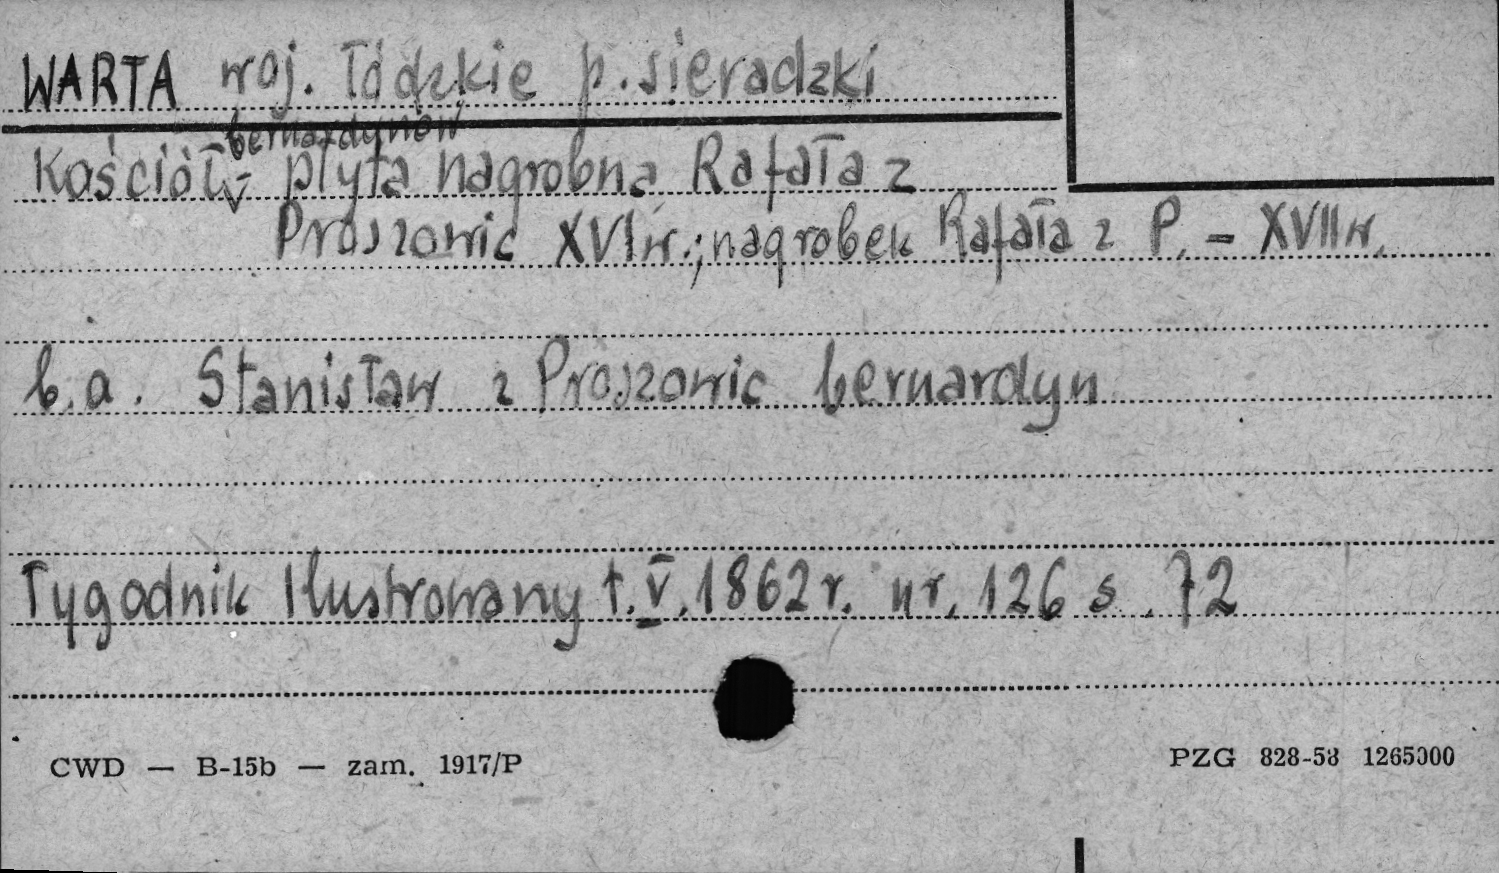 WARTA woj. łódzkie p. sieradzki
bernardynów
Kościół - płyta nagrobna Rafała z
Proszowic XVI w.; nagrobek Rafała z P. - XVII w.
b.a. Stanisław z Proszowic bernardyn
Tygodnik Ilustrowany t. V. 1862 r. nr. 126 s. 72
CWD — B-15b — zam. 1917/P
PZG 828-58 1265000